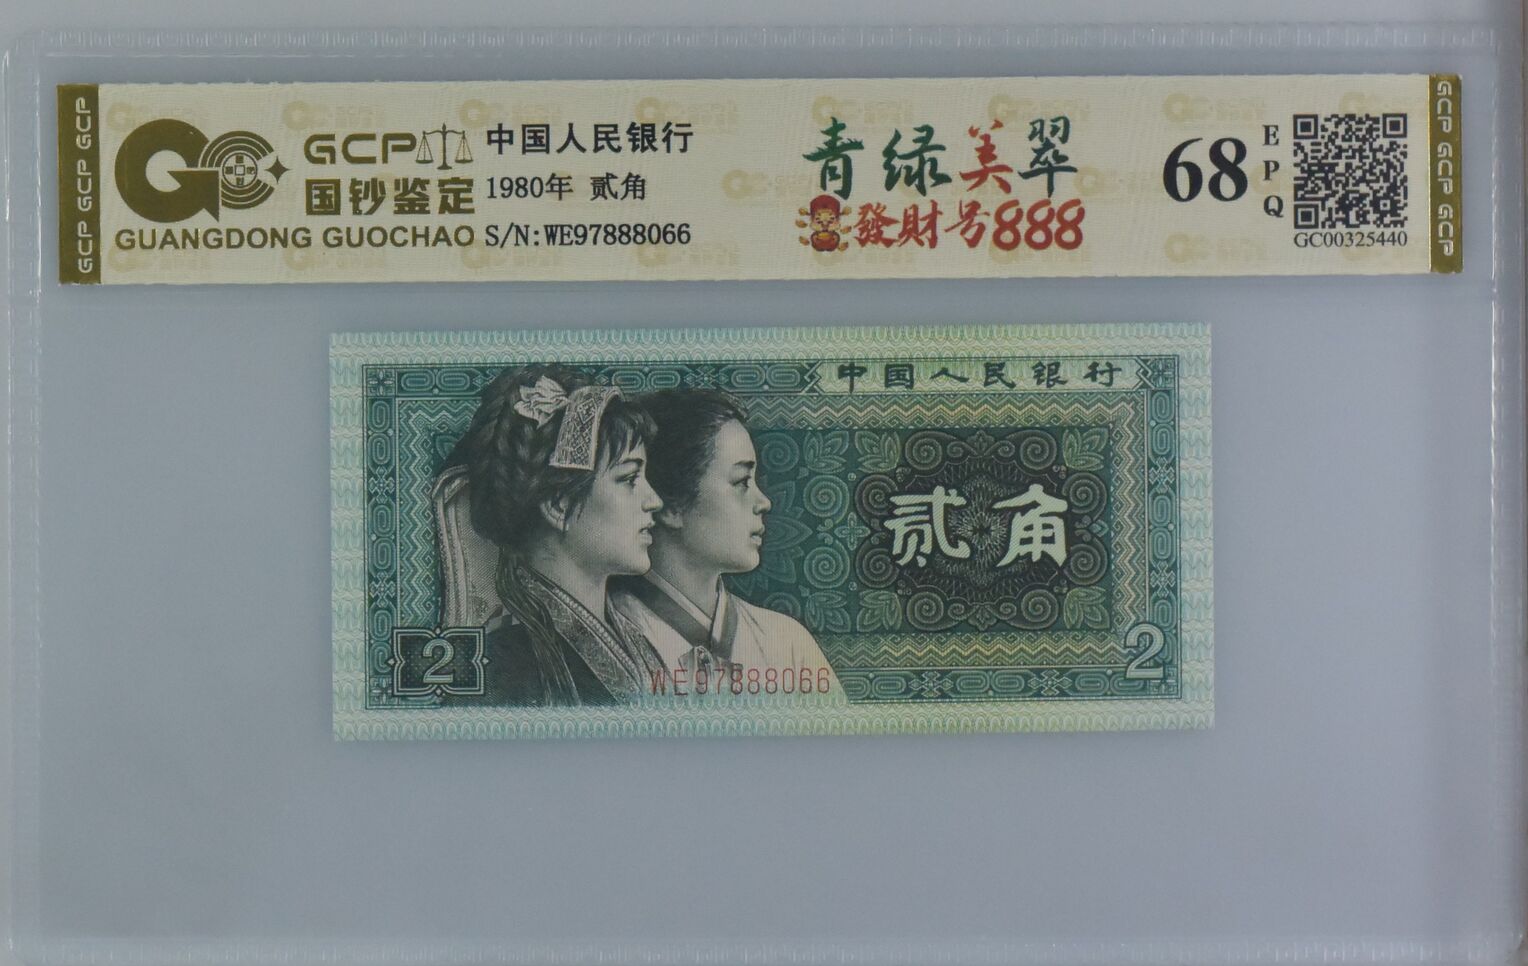 GCP GCP GCP
GCP
国钞鉴定
GUANGDONG GUOCHAO
中国人民银行
1980年 贰角
S/N:WE97888066
青绿美翠
發財号888
68
EPQ
GC00325440
GCP GCP GCP
中国人民银行
贰角
2
2
WE97888066